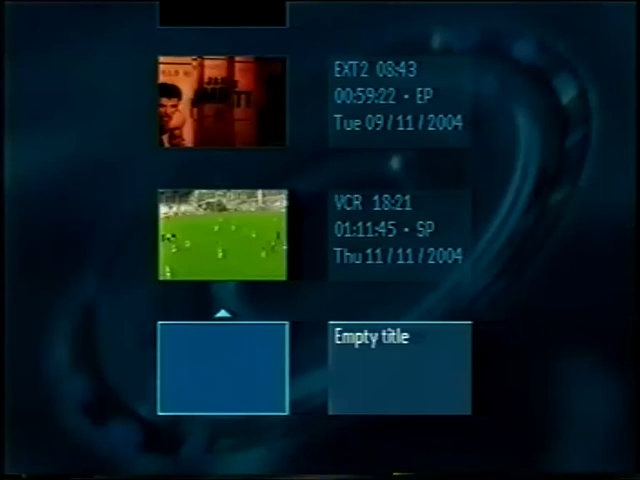 EXT2 08:43
00:59:22 • EP
Tue 09/11/2004
VCR 18:21
01:11:45 • SP
Thu 11/11/2004
Empty title